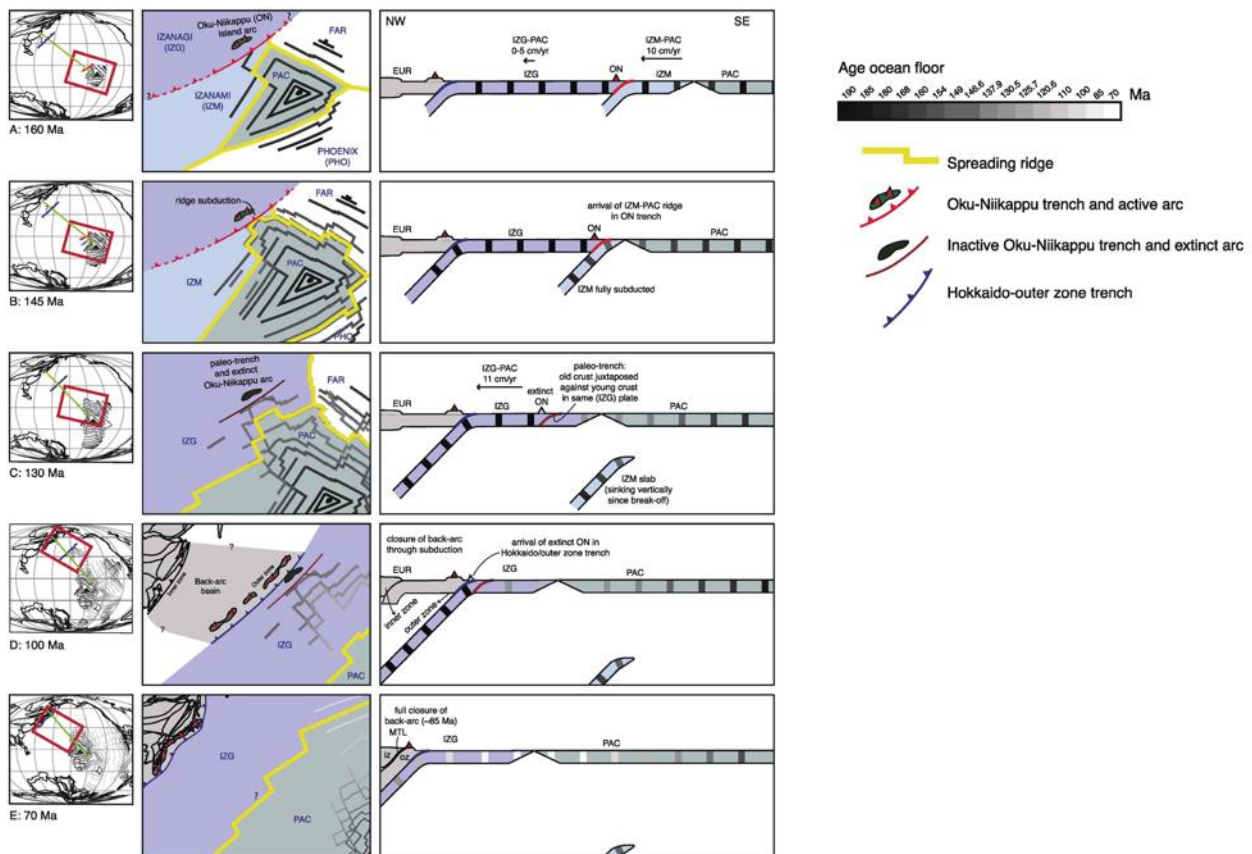 NW
SE
IZANAGI
(IZG)
Oku-Niikappu (ON)
island arc
?
FAR
PAC
IZANAMI
(IZM)
PHOENIX
(PHO)
IZG-PAC
0-5 cm/yr
IZM-PAC
10 cm/yr
EUR
IZG
ON
IZM
PAC
A: 160 Ma
ridge subduction
FAR
PAC
IZM
PHO
arrival of IZM-PAC ridge
in ON trench
EUR
IZG
ON
PAC
IZM fully subducted
B: 145 Ma
paleo-trench
and extinct
Oku-Niikappu arc
FAR
IZG
PAC
IZG-PAC
11 cm/yr
extinct
ON
paleo-trench:
old crust juxtaposed
against young crust
in same (IZG) plate
EUR
IZG
PAC
IZM slab
(sinking vertically
since break-off)
C: 130 Ma
?
Inner zone
Back-arc
basin
Outer zone
?
IZG
PAC
closure of back-arc
through subduction
arrival of extinct ON in
Hokkaido/outer zone trench
EUR
IZG
PAC
inner zone
outer zone
D: 100 Ma
IZG
?
PAC
full closure of
back-arc (~85 Ma)
MTL
IZG
PAC
iz
oz
E: 70 Ma
Age ocean floor
190 185 180 168 160 154 149 146.6 137.9 130.5 125.7 120.6 110 100 85 70
Ma
Spreading ridge
Oku-Niikappu trench and active arc
Inactive Oku-Niikappu trench and extinct arc
Hokkaido-outer zone trench